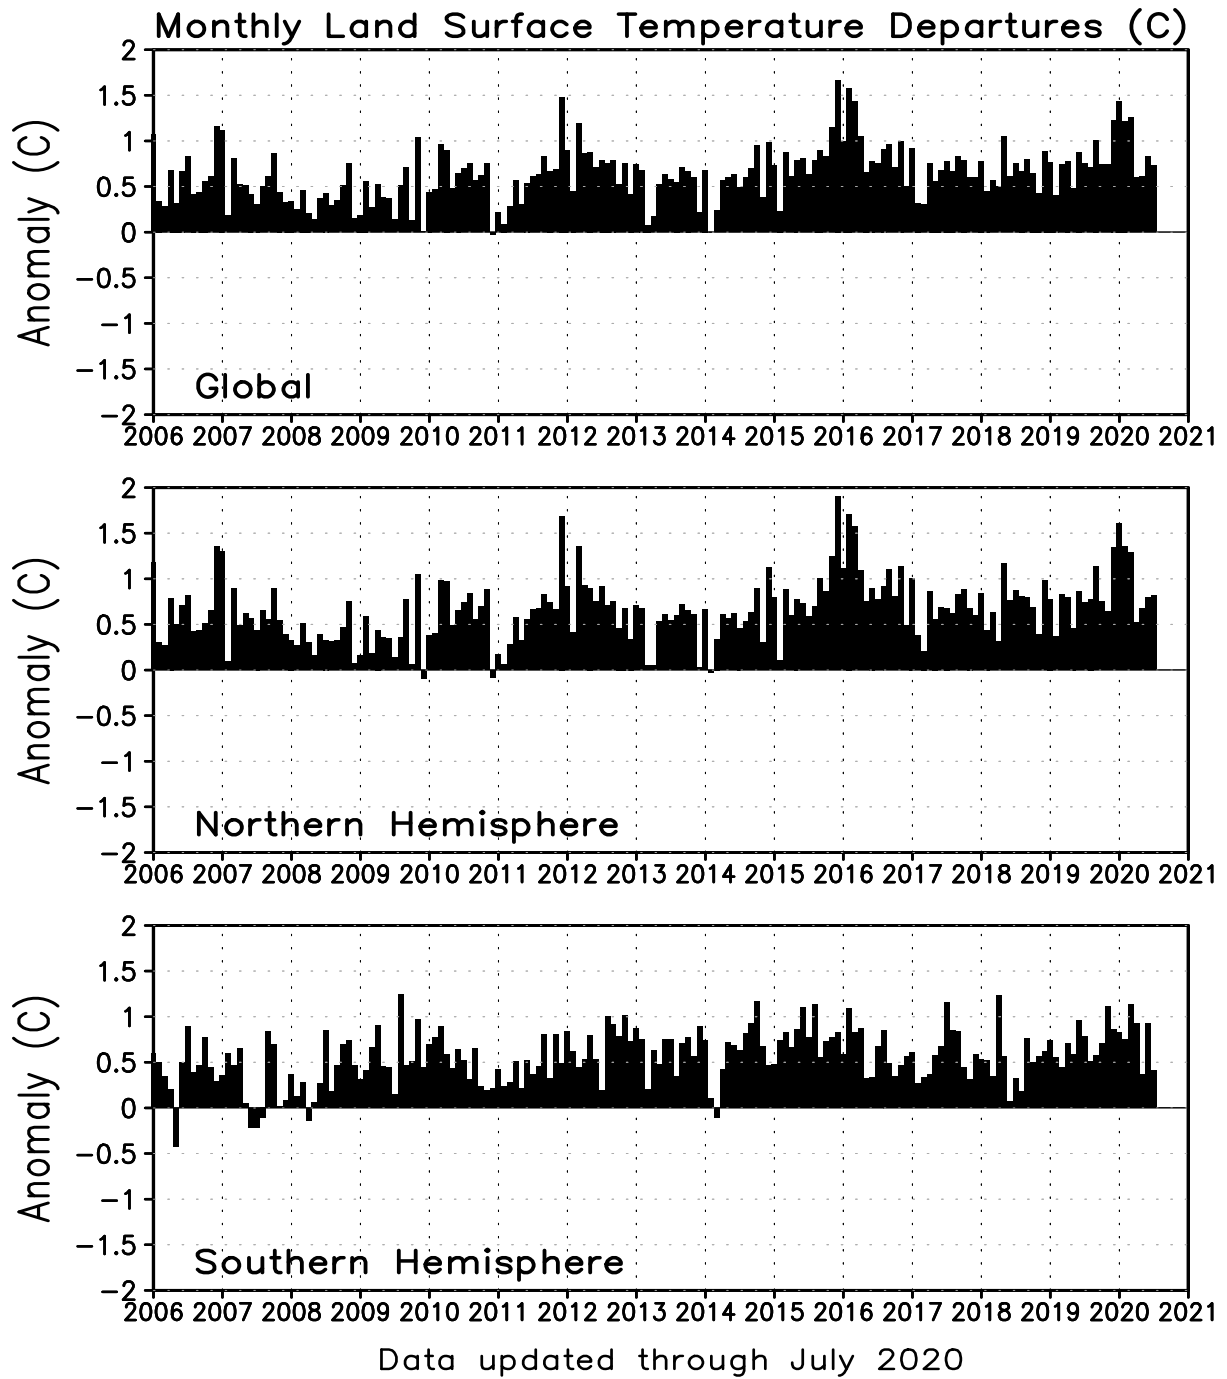 Monthly Land Surface Temperature Departures (C)
2
1.5
1
0.5
0
−0.5
−1
−1.5
−2
Anomaly (C)
Global
2006 2007 2008 2009 2010 2011 2012 2013 2014 2015 2016 2017 2018 2019 2020 2021
2
1.5
1
0.5
0
−0.5
−1
−1.5
−2
Anomaly (C)
Northern Hemisphere
2006 2007 2008 2009 2010 2011 2012 2013 2014 2015 2016 2017 2018 2019 2020 2021
2
1.5
1
0.5
0
−0.5
−1
−1.5
−2
Anomaly (C)
Southern Hemisphere
2006 2007 2008 2009 2010 2011 2012 2013 2014 2015 2016 2017 2018 2019 2020 2021
Data updated through July 2020